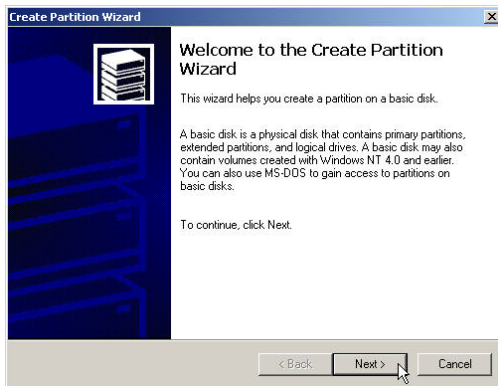 Create Partition Wizard
Welcome to the Create Partition
Wizard
This wizard helps you create a partition on a basic disk.
A basic disk is a physical disk that contains primary partitions,
extended partitions, and logical drives. A basic disk may also
contain volumes created with Windows NT 4.0 and earlier.
You can also use MS-DOS to gain access to partitions on
basic disks.
To continue, click Next.
< Back
Next >
Cancel